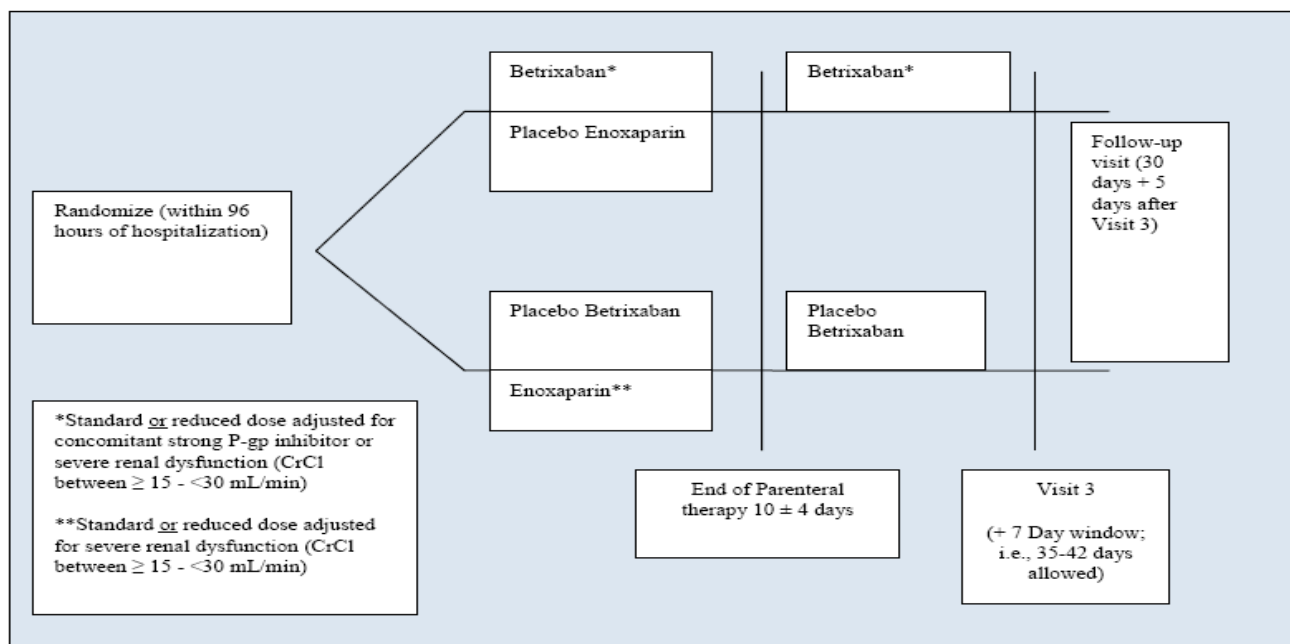 Betrixaban*
Betrixaban*
Placebo Enoxaparin
Follow-up
visit (30
days + 5
days after
Visit 3)
Randomize (within 96
hours of hospitalization)
Placebo Betrixaban
Placebo
Betrixaban
Enoxaparin**
*Standard or reduced dose adjusted for
concomitant strong P-gp inhibitor or
severe renal dysfunction (CrCl
between ≥ 15 - <30 mL/min)
**Standard or reduced dose adjusted
for severe renal dysfunction (CrCl
between ≥ 15 - <30 mL/min)
End of Parenteral
therapy 10 ± 4 days
Visit 3
(+ 7 Day window;
i.e., 35-42 days
allowed)